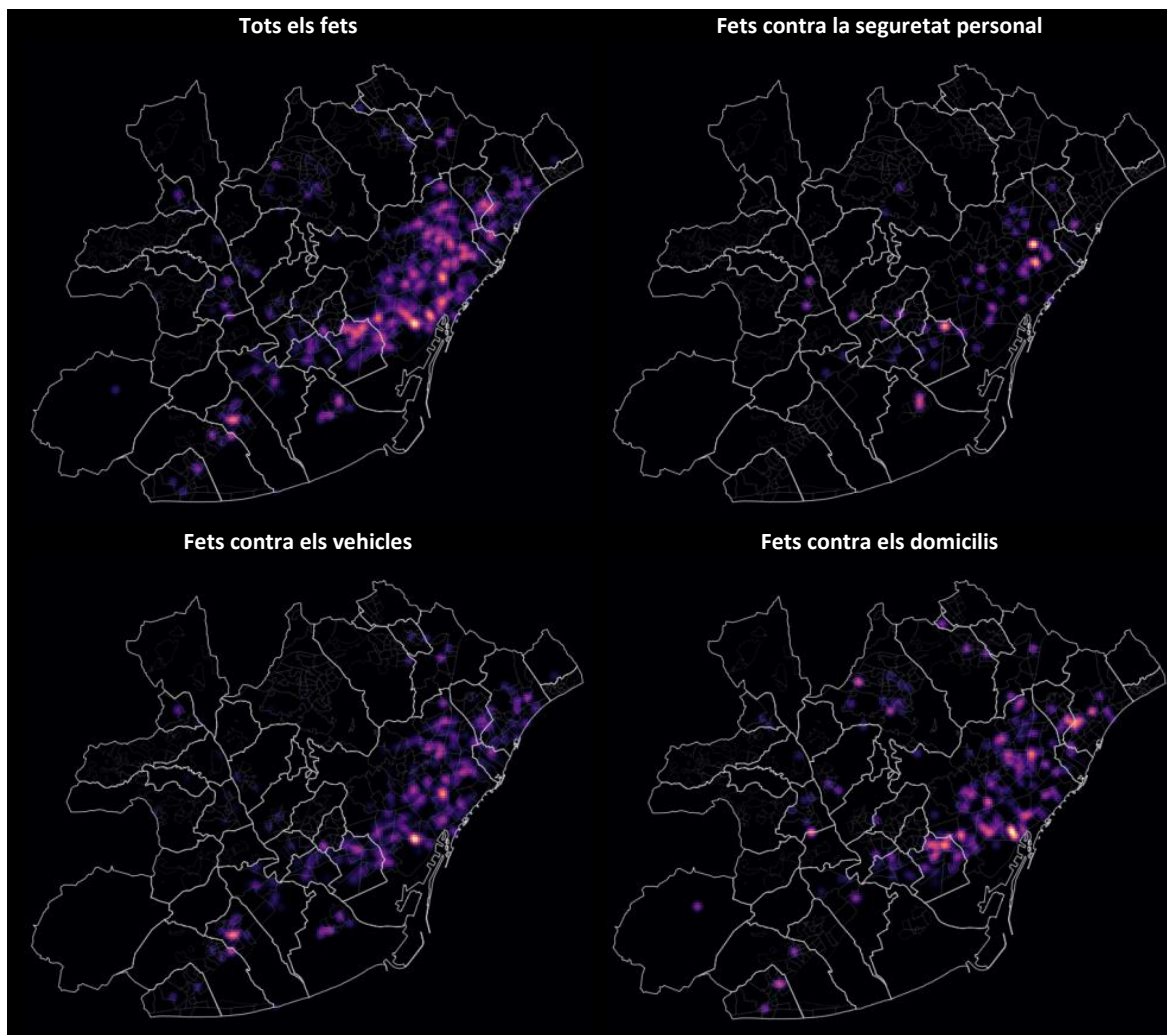 Tots els fets
Fets contra la seguretat personal
Fets contra els vehicles
Fets contra els domicilis